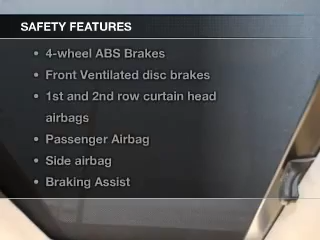 SAFETY FEATURES
• 4-wheel ABS Brakes
• Front Ventilated disc brakes
• 1st and 2nd row curtain head
airbags
• Passenger Airbag
• Side airbag
• Braking Assist